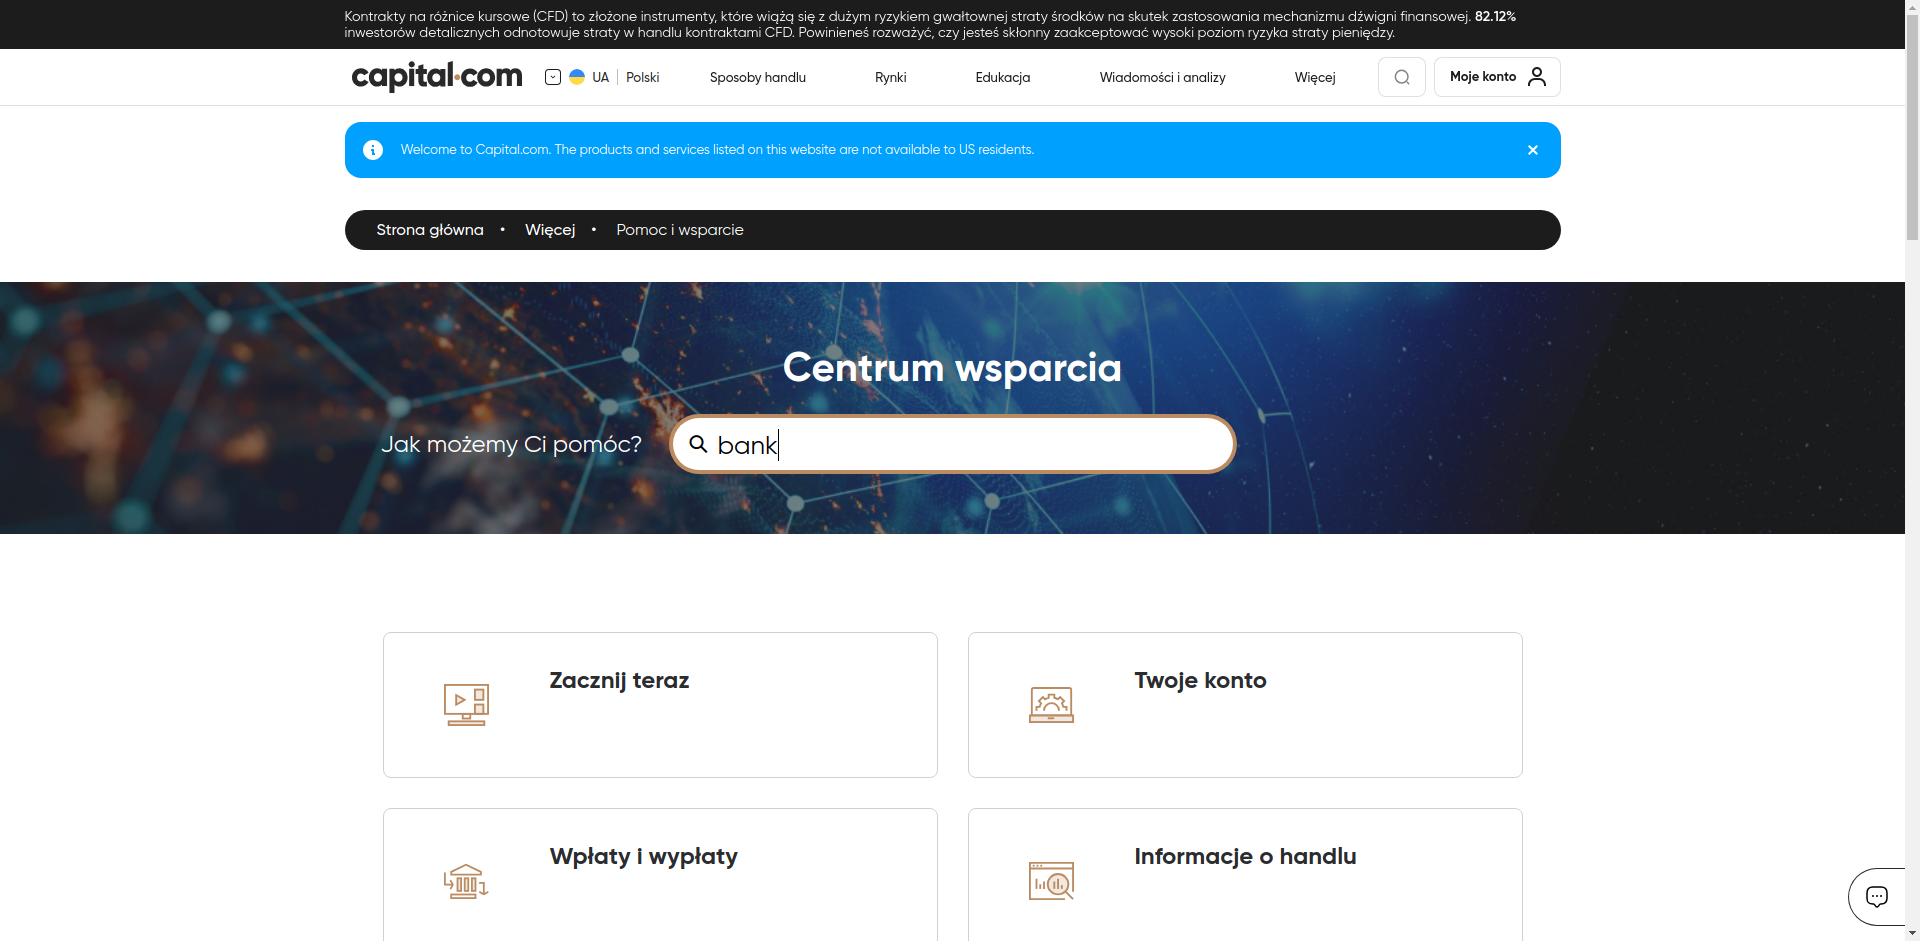 Kontrakty na różnice kursowe (CFD) to złożone instrumenty, które wiążą się z dużym ryzykiem gwałtownej straty środków na skutek zastosowania mechanizmu dźwigni finansowej. 82.12%
inwestorów detalicznych odnotowuje straty w handlu kontraktami CFD. Powinieneś rozważyć, czy jesteś skłonny zaakceptować wysoki poziom ryzyka straty pieniędzy.
capital.com UA Polski Sposoby handlu Rynki Edukacja Wiadomości i analizy Więcej Moje konto
Welcome to Capital.com. The products and services listed on this website are not available to US residents.
Strona główna • Więcej • Pomoc i wsparcie
Centrum wsparcia
Jak możemy Ci pomóc? bank
Zacznij teraz
Twoje konto
Wpłaty i wypłaty
Informacje o handlu